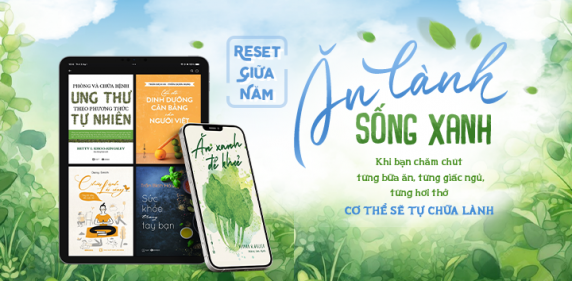 RESET
GIỮA
NĂM
Ăn lành
SỐNG XANH
Khi bạn chăm chút
từng bữa ăn, từng giấc ngủ,
từng hơi thở
CƠ THỂ SẼ TỰ CHỮA LÀNH
PHÒNG VÀ CHỮA BỆNH
UNG THƯ
THEO PHƯƠNG THỨC
TỰ NHIÊN
DINH DƯỠNG
CÂN BẰNG
NGƯỜI VIỆT
Sức
khỏe
trong
tay bạn
Ăn xanh
để khỏe